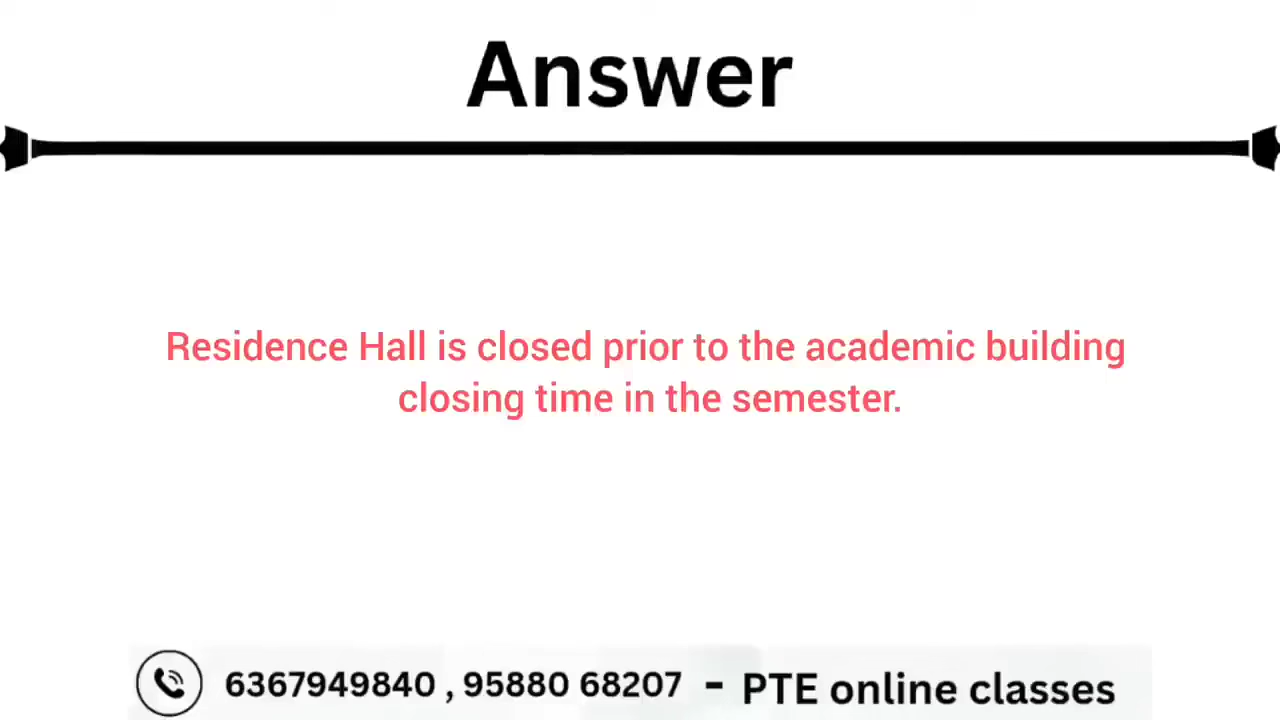 Answer
Residence Hall is closed prior to the academic building
closing time in the semester.
6367949840 , 95880 68207 - PTE online classes